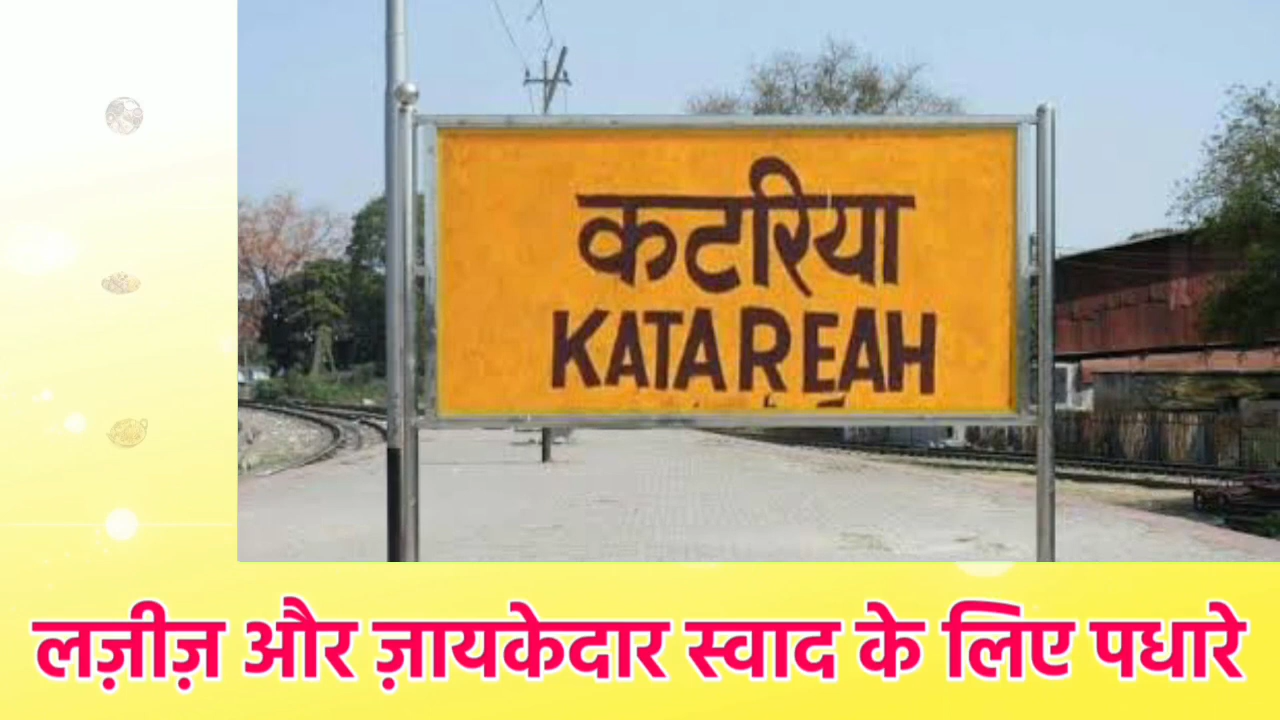 कटरिया
KATAREAH
लज़ीज़ और ज़ायकेदार स्वाद के लिए पधारे